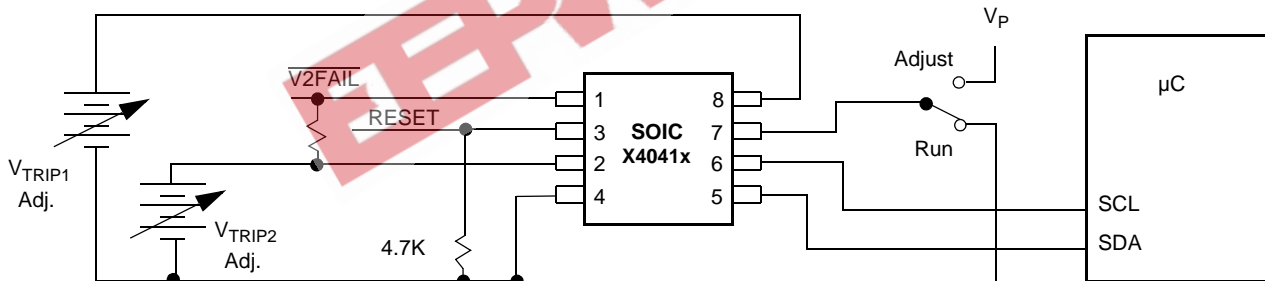 V_P
Adjust
V2FAIL
µC
1
8
RESET
SOIC
3
7
X4041x
Run
2
6
V_TRIP1
Adj.
4
5
SCL
V_TRIP2
Adj.
4.7K
SDA